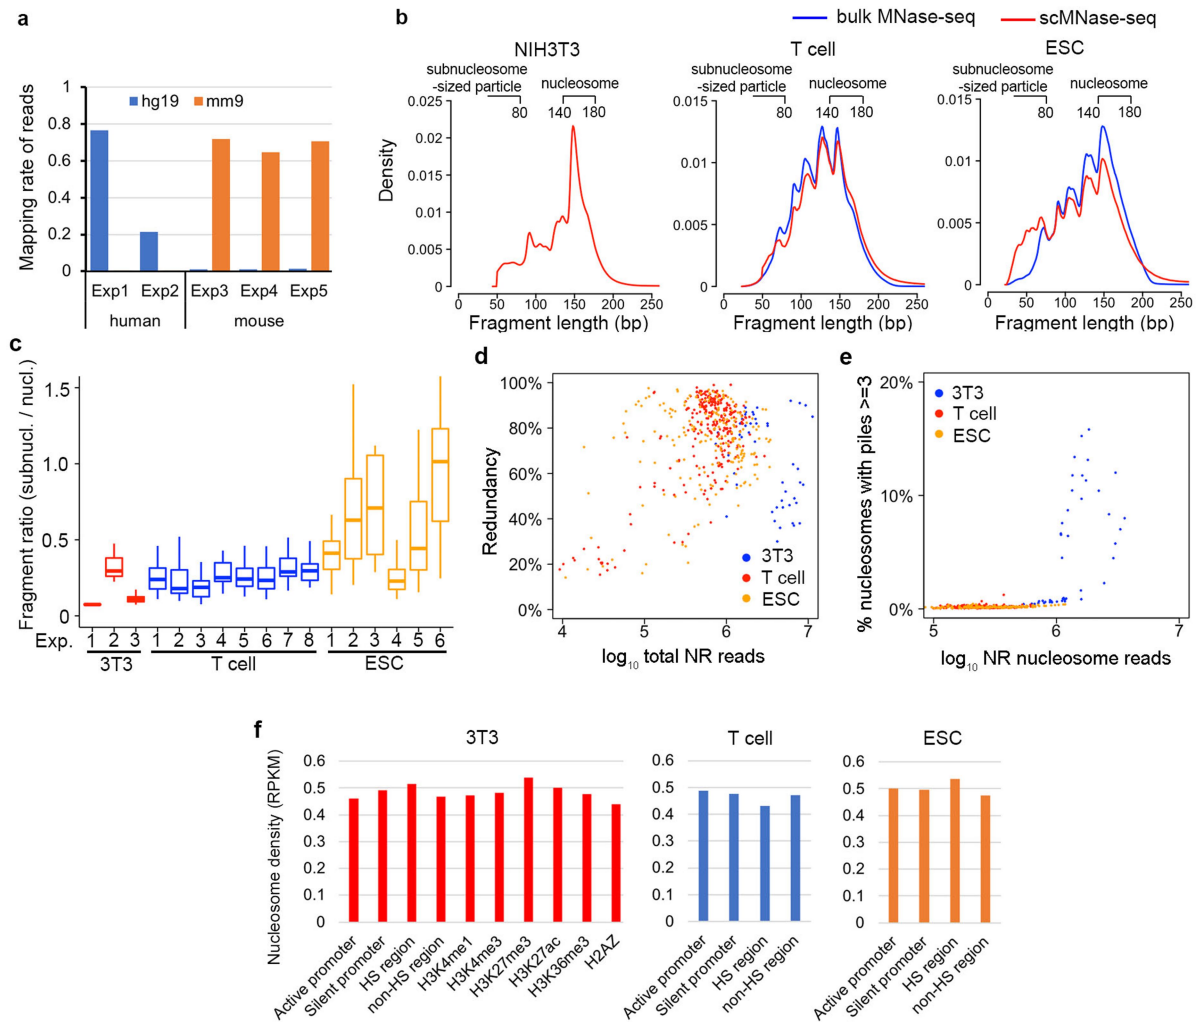 a
Mapping rate of reads
1
0.8
0.6
0.4
0.2
0
hg19 mm9
Exp1 Exp2 Exp3 Exp4 Exp5
human mouse
b
bulk MNase-seq scMNase-seq
NIH3T3
subnucleosome
-sized particle
nucleosome
80 140 180
Density
0.025
0.02
0.015
0.01
0.005
0
0 50 100 150 200 250
Fragment length (bp)
T cell
subnucleosome
-sized particle
nucleosome
80 140 180
0.015
0.01
0.005
0
0 50 100 150 200 250
Fragment length (bp)
ESC
subnucleosome
-sized particle
nucleosome
80 140 180
0.015
0.01
0.005
0
0 50 100 150 200 250
Fragment length (bp)
c
Fragment ratio (subnucl. / nucl.)
1.5
1.0
0.5
0
Exp. 1 2 3 1 2 3 4 5 6 7 8 1 2 3 4 5 6
3T3 T cell ESC
d
Redundancy
100%
80%
60%
40%
20%
0%
3T3
T cell
ESC
4 5 6 7
log10 total NR reads
e
% nucleosomes with piles >=3
20%
10%
0%
3T3
T cell
ESC
5 6 7
log10 NR nucleosome reads
f
Nucleosome density (RPKM)
3T3
0.6
0.5
0.4
0.3
0.2
0.1
0
Active promoter
Silent promoter
HS region
non-HS region
H3K4me1
H3K4me3
H3K27me3
H3K27ac
H3K36me3
H2AZ
T cell
0.6
0.5
0.4
0.3
0.2
0.1
0
Active promoter
Silent promoter
HS region
non-HS region
ESC
0.6
0.5
0.4
0.3
0.2
0.1
0
Active promoter
Silent promoter
HS region
non-HS region